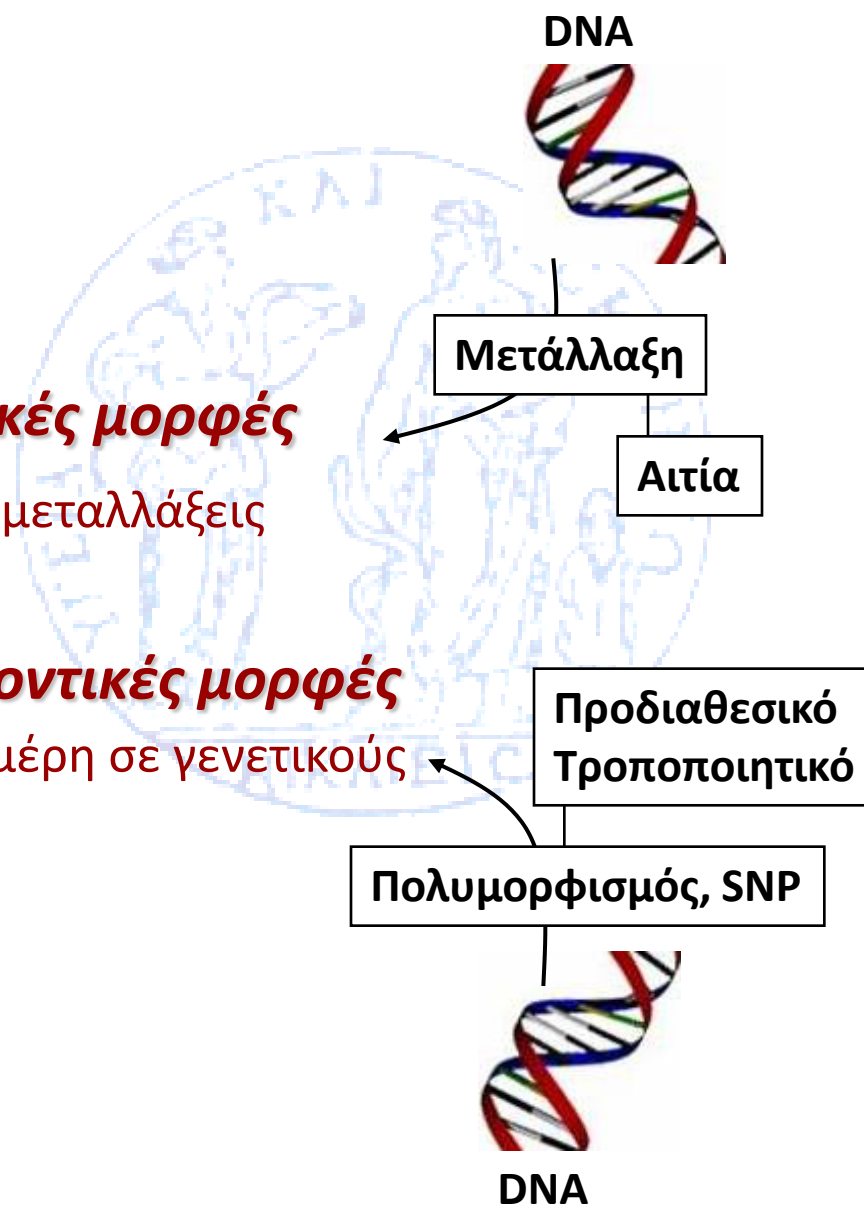 DNA
Μετάλλαξη
κές μορφές
Αιτία
μεταλλάξεις
οντικές μορφές
Προδιαθεσικό
μέρη σε γενετικούς
Τροποποιητικό
Πολυμορφισμός, SNP
DNA